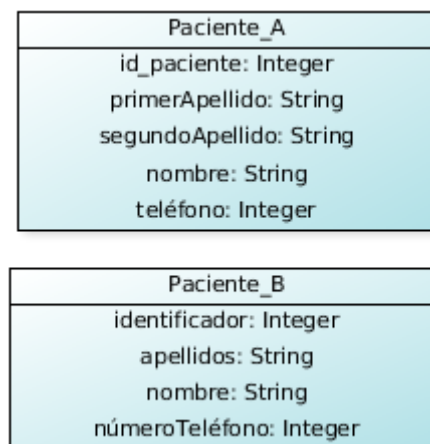 Paciente_A
id_paciente: Integer
primerApellido: String
segundoApellido: String
nombre: String
teléfono: Integer
Paciente_B
identificador: Integer
apellidos: String
nombre: String
númeroTeléfono: Integer